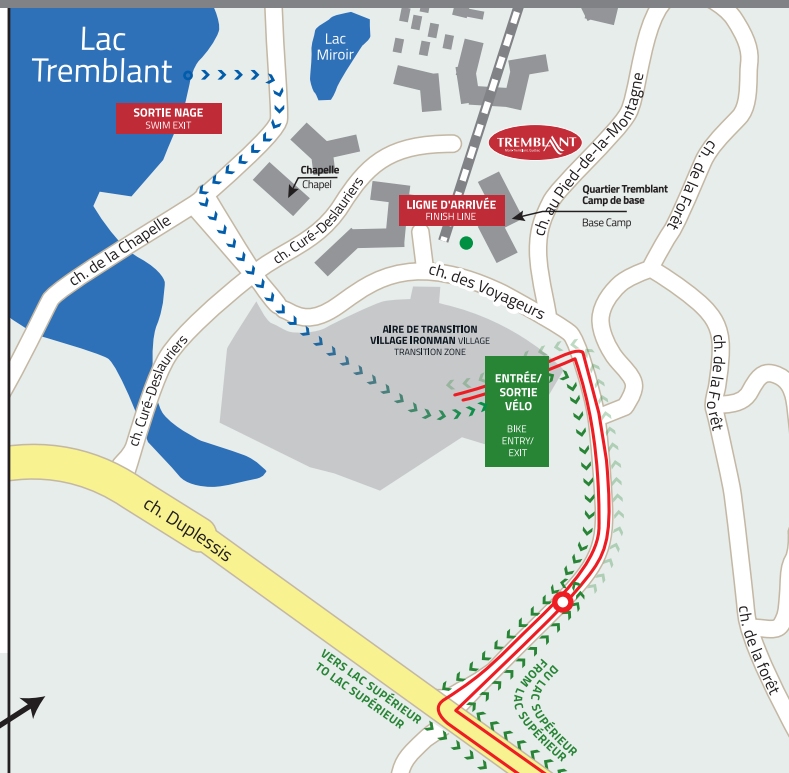 Lac
Tremblant
Lac
Miroir
SORTIE NAGE
SWIM EXIT
TREMBLANT
ch. au Pied-de-la-Montagne
ch. de la Forêt
Chapelle
Chapel
Quartier Tremblant
Camp de base
Base Camp
LIGNE D'ARRIVÉE
FINISH LINE
ch. de la Chapelle
ch. Curé-Deslauriers
ch. des Voyageurs
AIRE DE TRANSITION
VILLAGE IRONMAN VILLAGE
TRANSITION ZONE
ch. Curé-Deslauriers
ch. de la Forêt
ENTRÉE/
SORTIE
VÉLO
BIKE
ENTRY/
EXIT
ch. Duplessis
ch. de la forêt
VERS LAC SUPÉRIEUR
TO LAC SUPÉRIEUR
DU LAC SUPÉRIEUR
FROM LAC SUPÉRIEUR